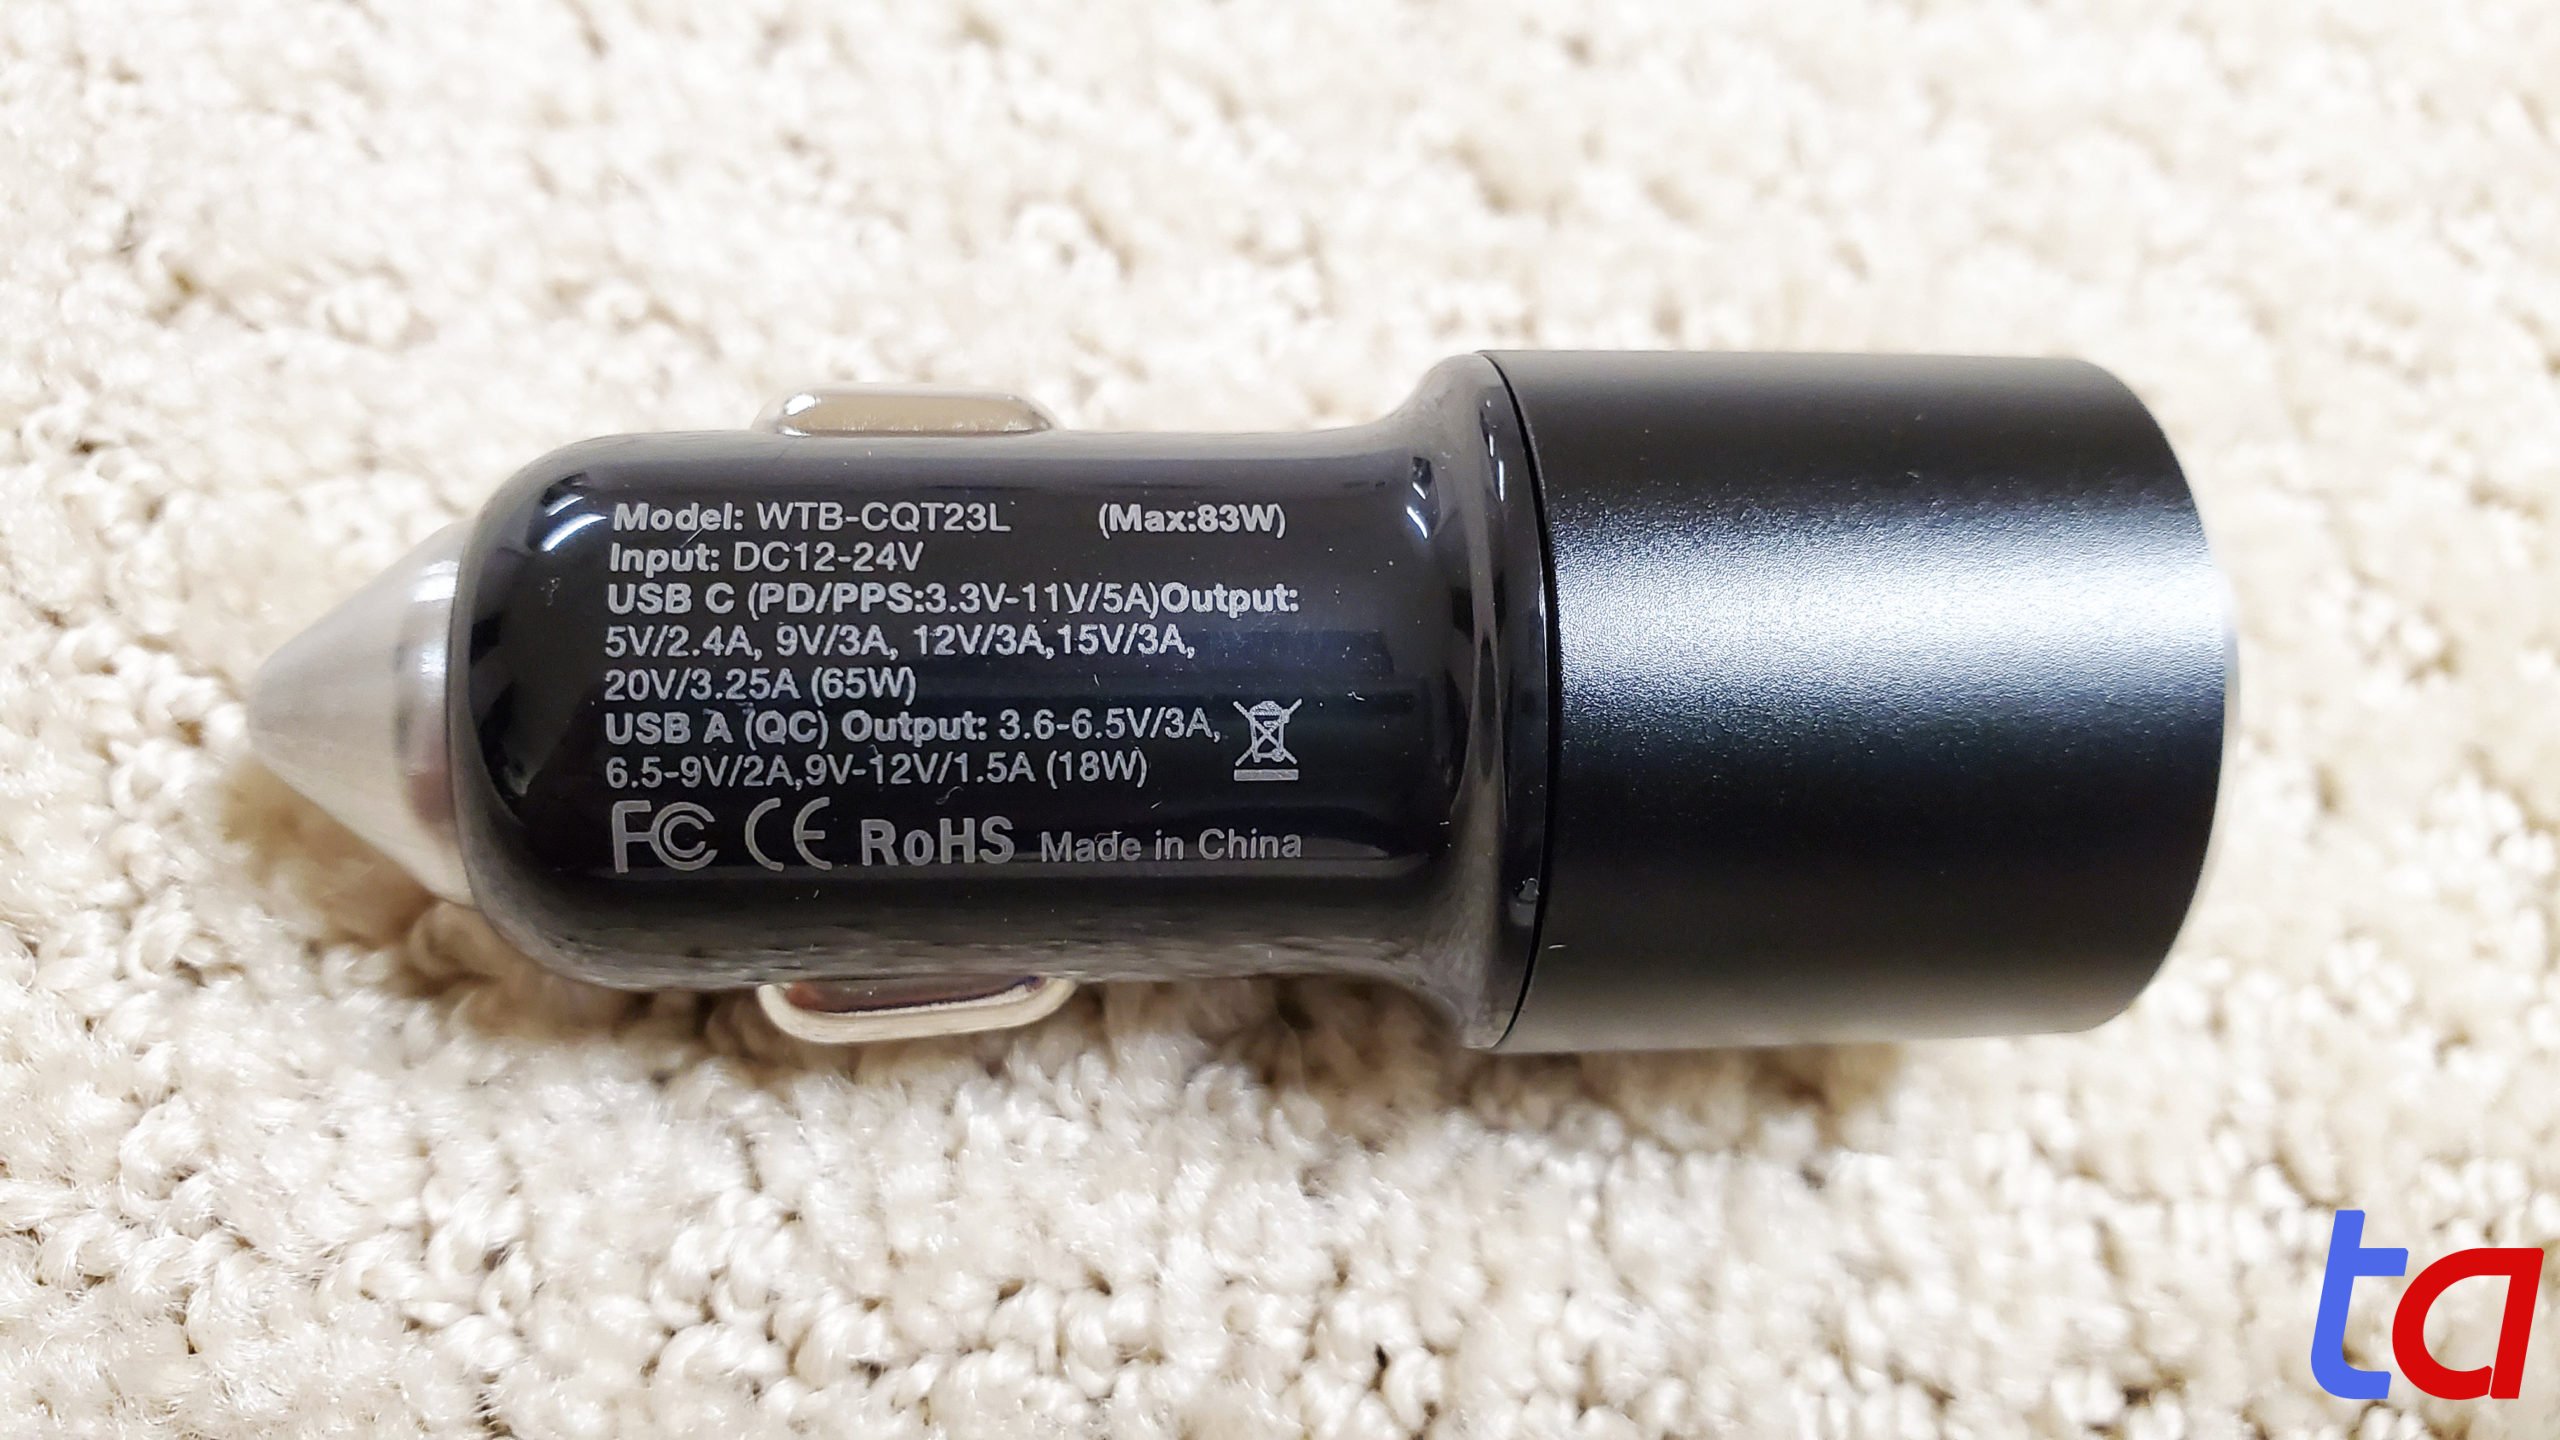 Model: WTB-CQT23L (Max:83W)
Input: DC12-24V
USB C (PD/PPS:3.3V-11V/5A)Output:
5V/2.4A, 9V/3A, 12V/3A,15V/3A,
20V/3.25A (65W)
USB A (QC) Output: 3.6-6.5V/3A,
6.5-9V/2A,9V-12V/1.5A (18W)
FC CE RoHS Made in China
ta